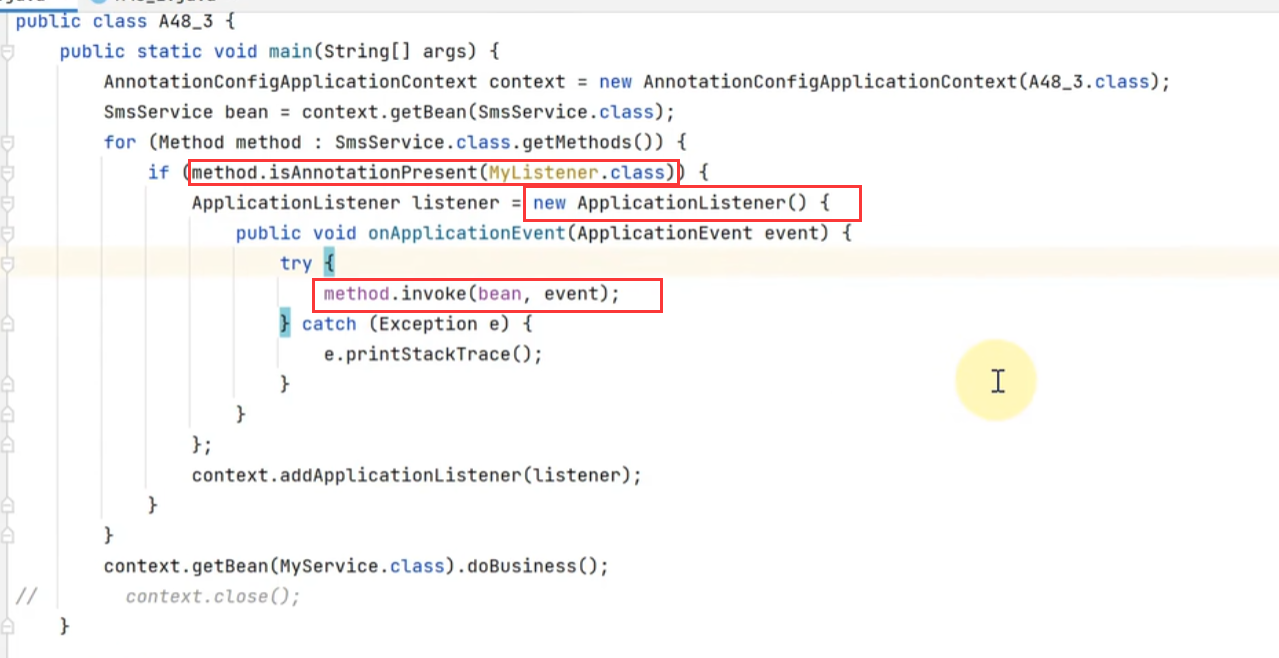 public class A48_3 {
public static void main(String[] args) {
AnnotationConfigApplicationContext context = new AnnotationConfigApplicationContext(A48_3.class);
SmsService bean = context.getBean(SmsService.class);
for (Method method : SmsService.class.getMethods()) {
if (method.isAnnotationPresent(MyListener.class)) {
ApplicationListener listener = new ApplicationListener() {
public void onApplicationEvent(ApplicationEvent event) {
try {
method.invoke(bean, event);
} catch (Exception e) {
e.printStackTrace();
}
}
};
context.addApplicationListener(listener);
}
}
context.getBean(MyService.class).doBusiness();
// context.close();
}